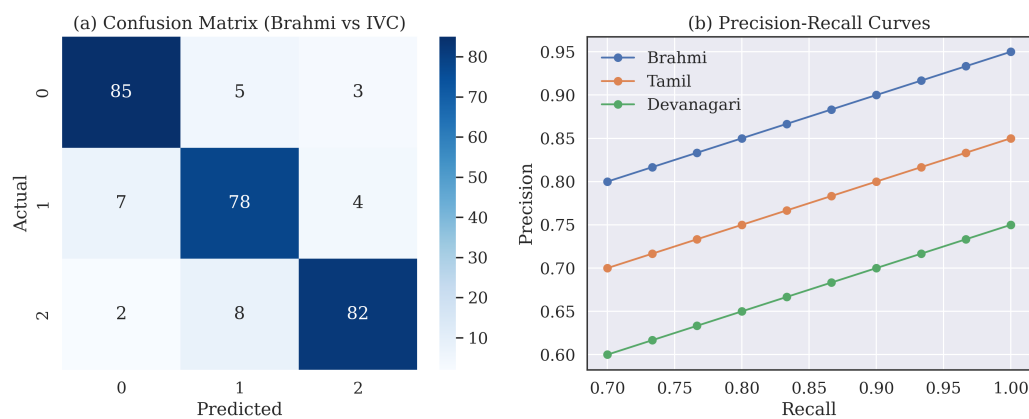 (a) Confusion Matrix (Brahmi vs IVC)
0 85 5 3
1 7 78 4
2 2 8 82
0 1 2
Actual
Predicted
80
70
60
50
40
30
20
10
(b) Precision-Recall Curves
Brahmi
Tamil
Devanagari
0.95
0.90
0.85
0.80
0.75
0.70
0.65
0.60
Precision
0.70 0.75 0.80 0.85 0.90 0.95 1.00
Recall